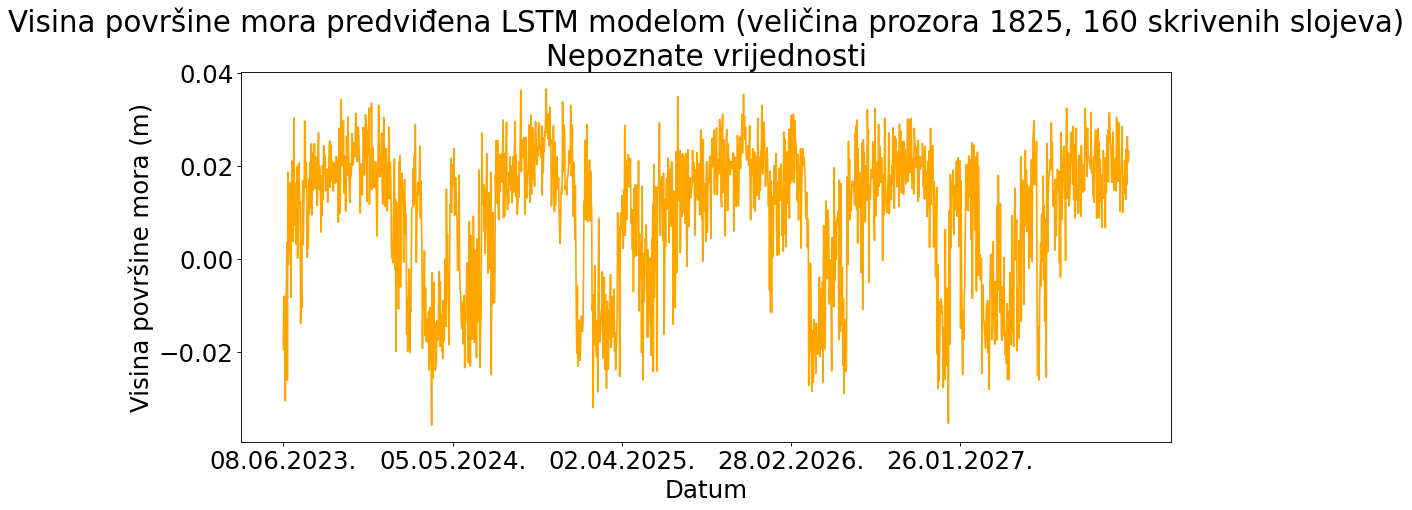 Visina površine mora predviđena LSTM modelom (veličina prozora 1825, 160 skrivenih slojeva)
Nepoznate vrijednosti
0.04
0.02
0.00
−0.02
Visina površine mora (m)
08.06.2023. 05.05.2024. 02.04.2025. 28.02.2026. 26.01.2027.
Datum